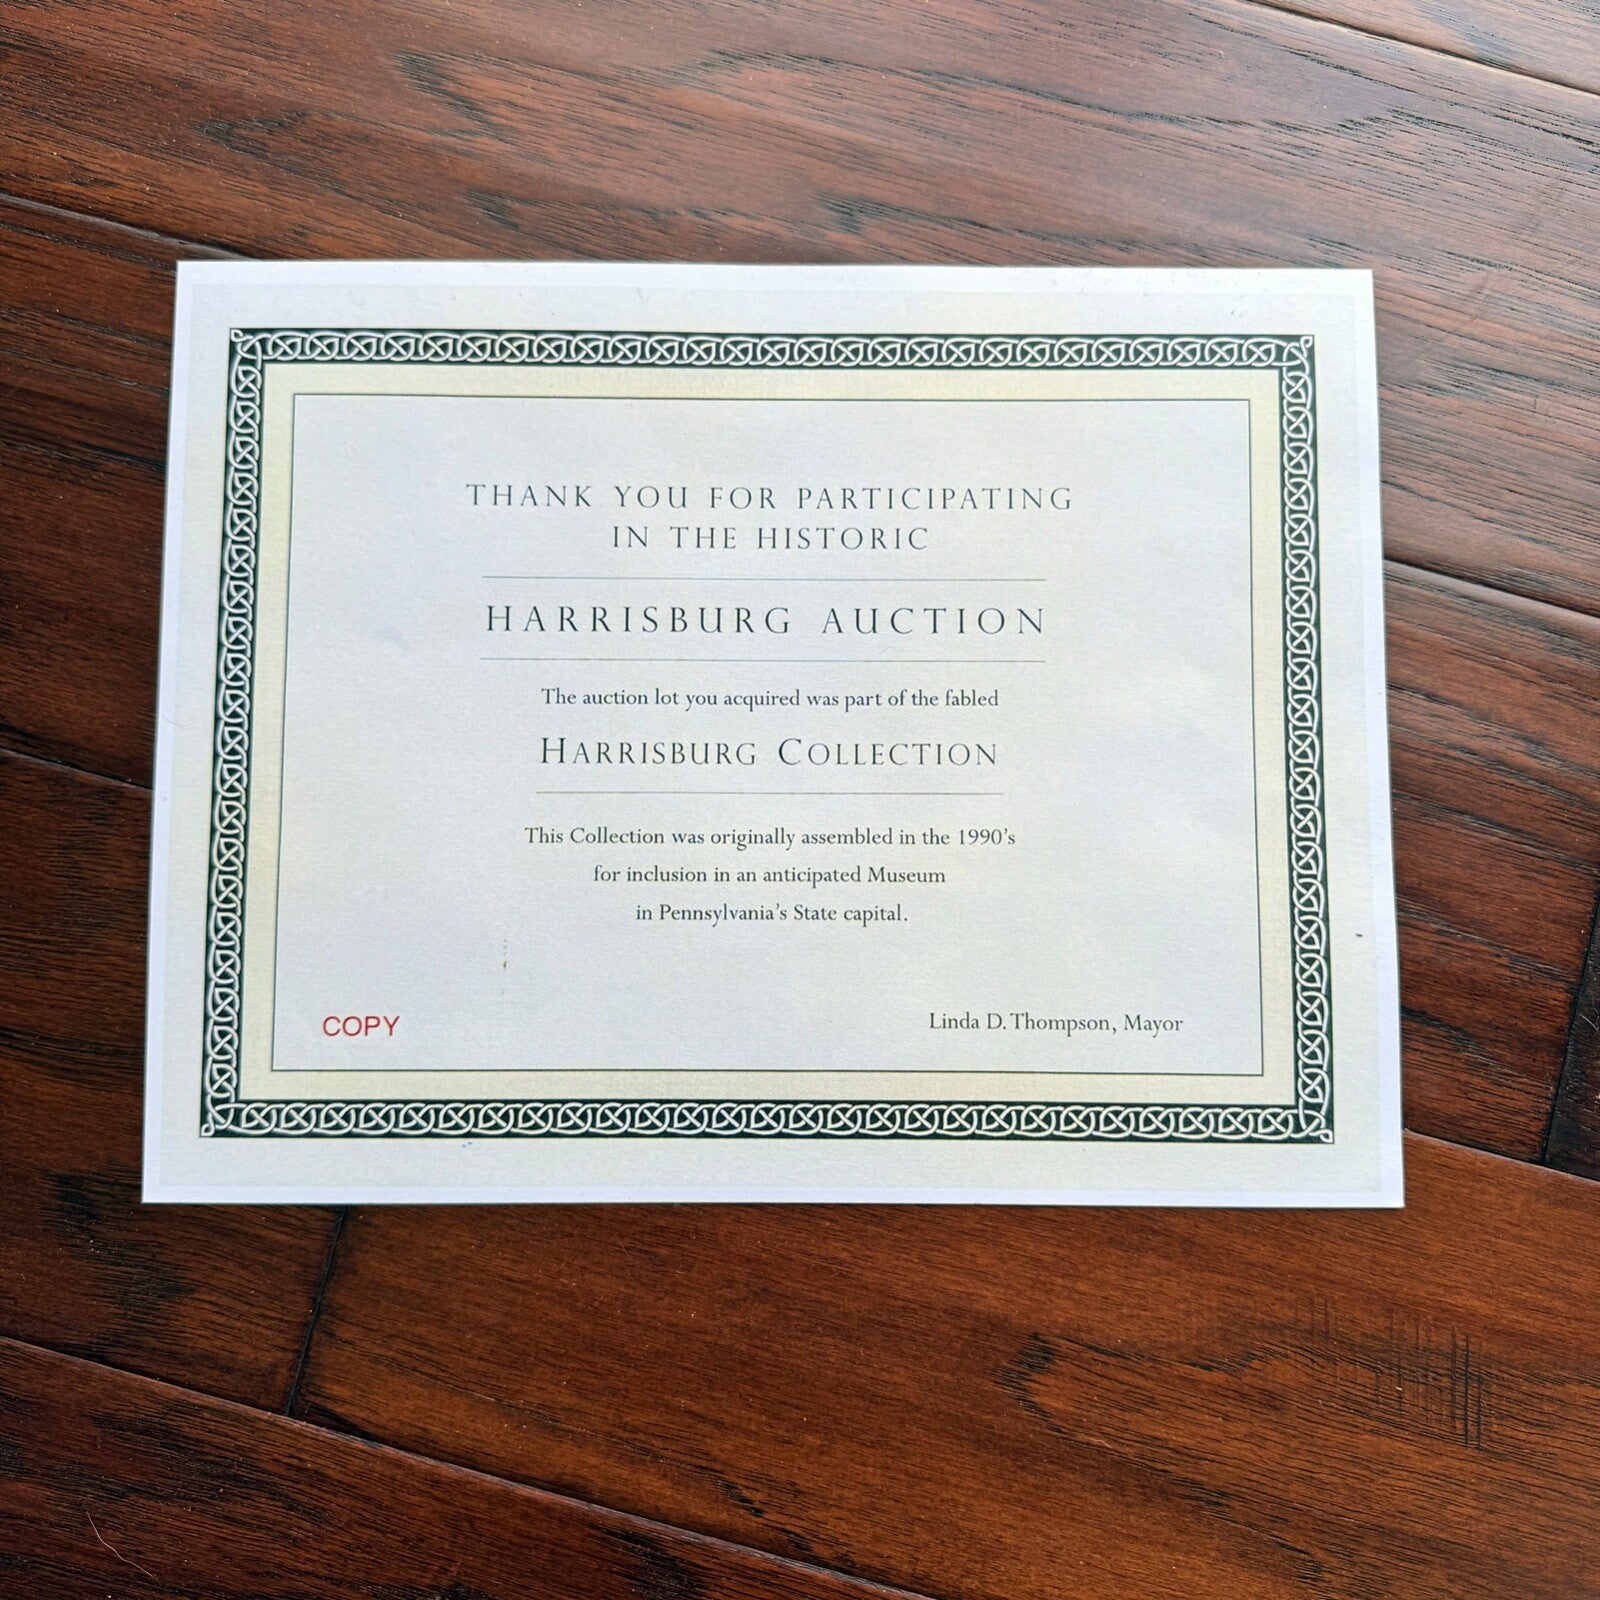 THANK YOU FOR PARTICIPATING
IN THE HISTORIC
HARRISBURG AUCTION
The auction lot you acquired was part of the fabled
HARRISBURG COLLECTION
This Collection was originally assembled in the 1990's
for inclusion in an anticipated Museum
in Pennsylvania's State capital.
COPY
Linda D. Thompson, Mayor